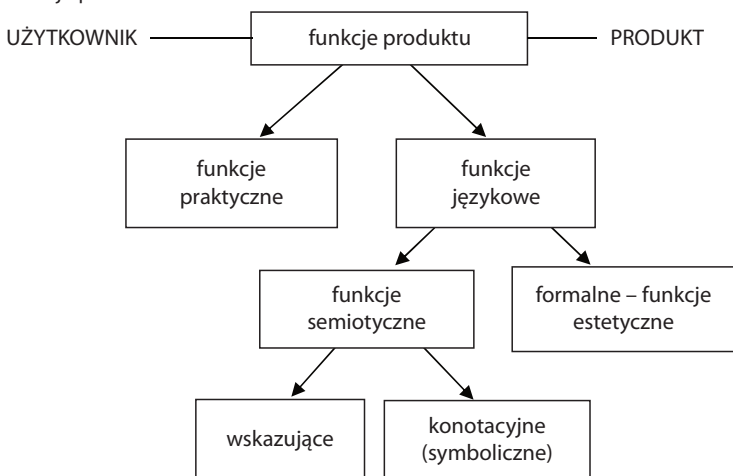 UŻYTKOWNIK funkcje produktu PRODUKT
funkcje
praktyczne
funkcje
językowe
funkcje
semiotyczne
formalne – funkcje
estetyczne
wskazujące
konotacyjne
(symboliczne)